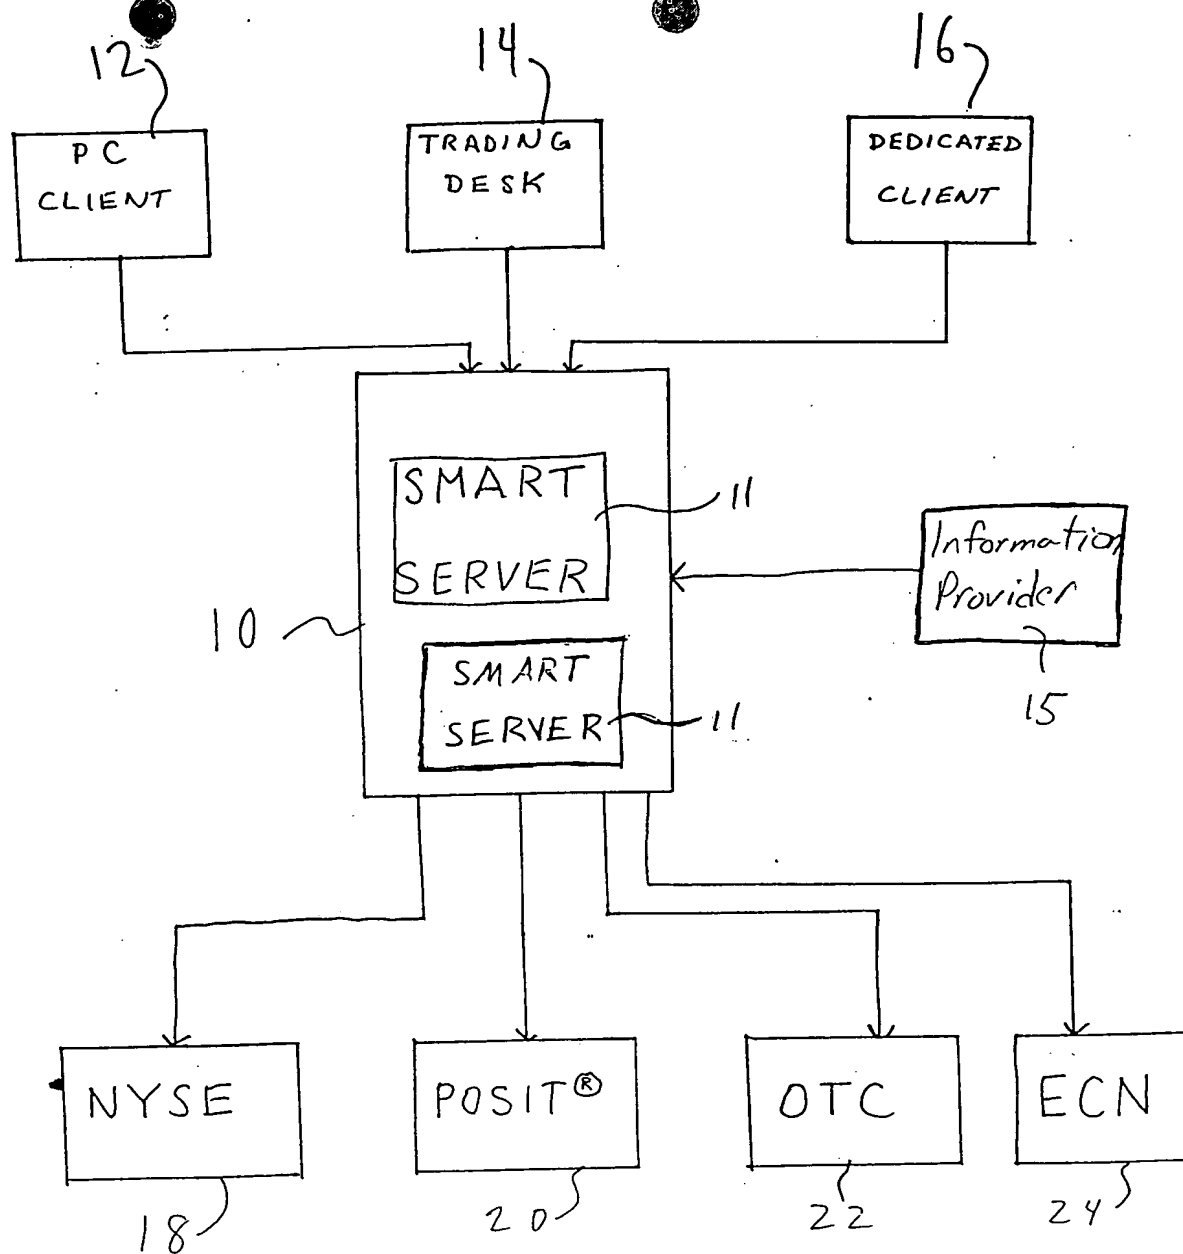 12
14
16
PC
CLIENT
TRADING
DESK
DEDICATED
CLIENT
SMART
SERVER
11
Information
Provider
15
10
SMART
SERVER
11
NYSE
POSIT®
OTC
ECN
18
20
22
24